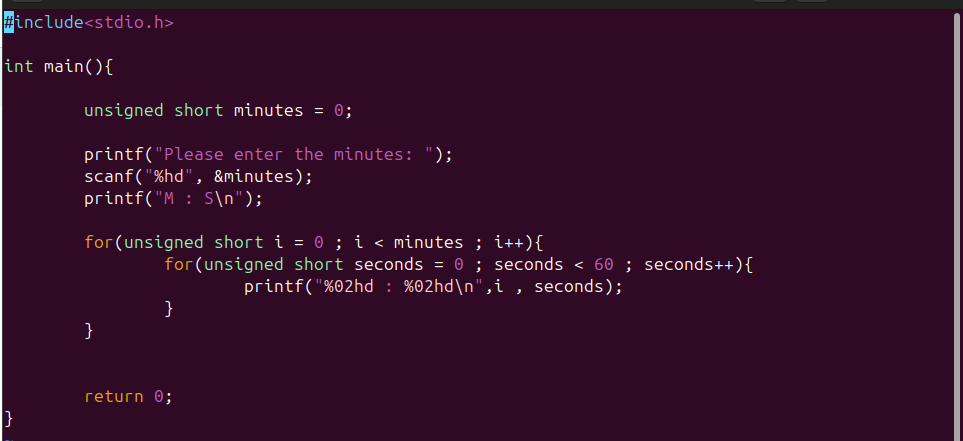 #include<stdio.h>
int main(){
unsigned short minutes = 0;
printf("Please enter the minutes: ");
scanf("%hd", &minutes);
printf("M : S\n");
for(unsigned short i = 0 ; i < minutes ; i++){
for(unsigned short seconds = 0 ; seconds < 60 ; seconds++){
printf("%02hd : %02hd\n",i , seconds);
}
}
return 0;
}